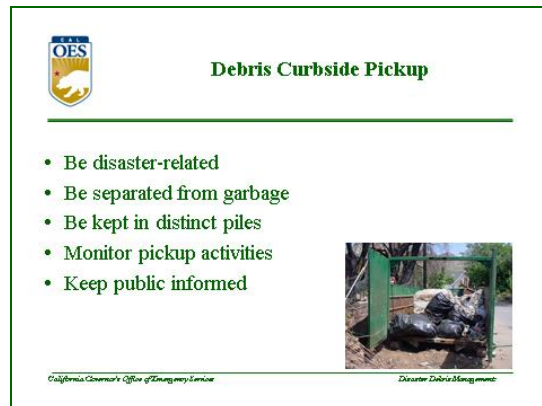 CAL
OES
Debris Curbside Pickup
• Be disaster-related
• Be separated from garbage
• Be kept in distinct piles
• Monitor pickup activities
• Keep public informed
California Governor's Office of Emergency Services
Disaster Debris Management